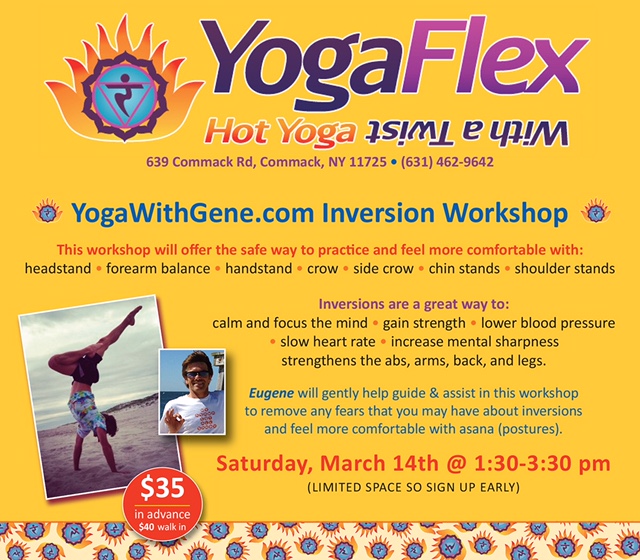 YogaFlex
Hot Yoga With a Twist
639 Commack Rd, Commack, NY 11725 • (631) 462-9642
YogaWithGene.com Inversion Workshop
This workshop will offer the safe way to practice and feel more comfortable with:
headstand • forearm balance • handstand • crow • side crow • chin stands • shoulder stands
Inversions are a great way to:
calm and focus the mind • gain strength • lower blood pressure
• slow heart rate • increase mental sharpness
strengthens the abs, arms, back, and legs.
Eugene will gently help guide & assist in this workshop
to remove any fears that you may have about inversions
and feel more comfortable with asana (postures).
Saturday, March 14th @ 1:30-3:30 pm
(LIMITED SPACE SO SIGN UP EARLY)
$35
in advance
$40 walk in